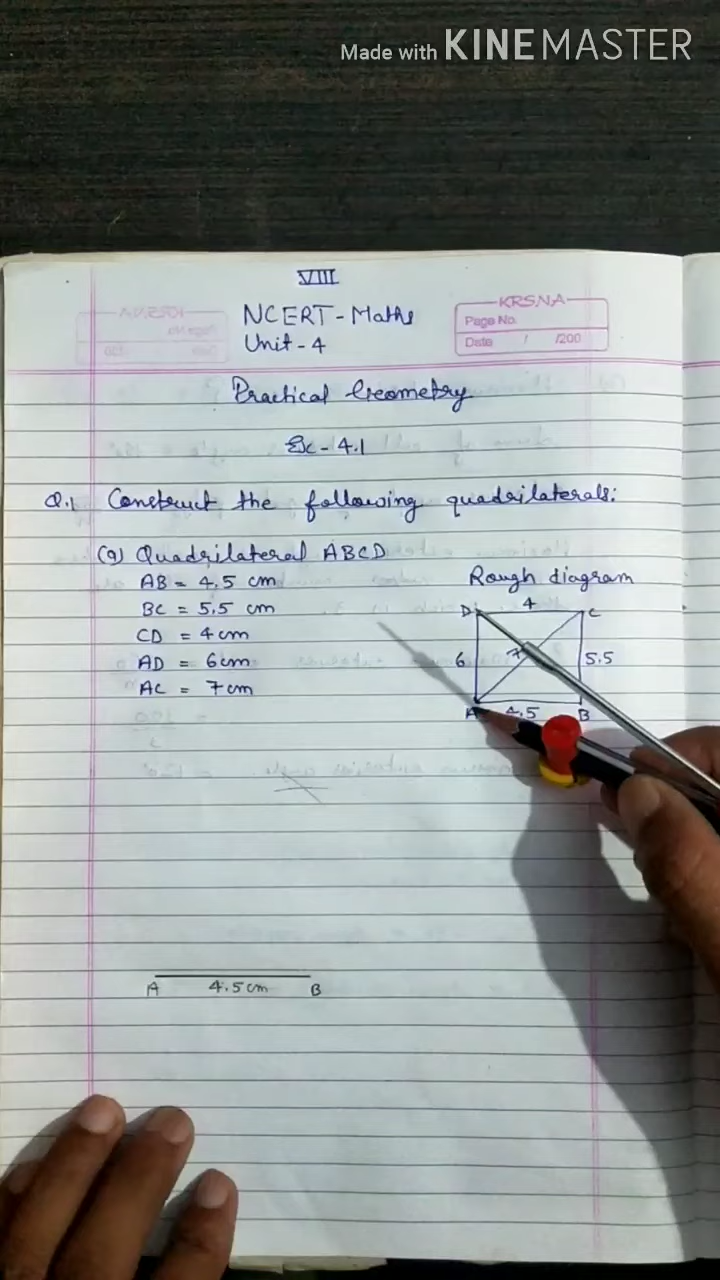 Made with KINEMASTER
VIII
NCERT - Maths
Unit - 4
KRSNA
Page No.
Date / /200
Practical Geometry
Ex - 4.1
Q.1 Construct the following quadrilaterals:
(a) Quadrilateral ABCD
AB = 4.5 cm
BC = 5.5 cm
CD = 4 cm
AD = 6 cm
AC = 7 cm
Rough diagram
D 4 C
6 7 5.5
A 4.5 B
A 4.5 cm B